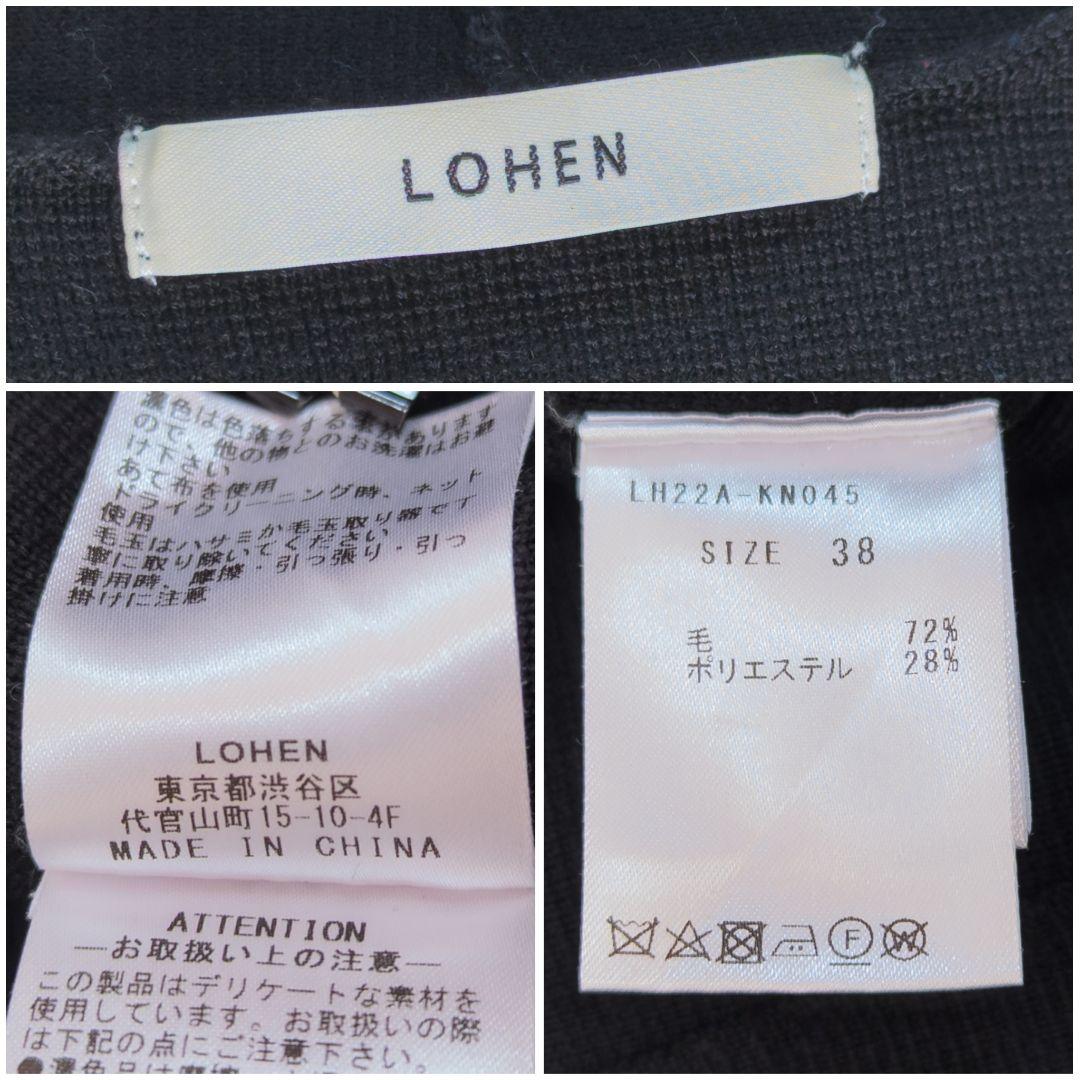 LOHEN
濃色は色落ちする事があります
ので、他の物とのお洗濯はお避
け下さい
あて布を使用
ドライクリーニング時、ネット
使用
毛玉はハサミか毛玉取り器で丁
寧に取り除いてください
着用時、摩擦・引っ張り・引っ
掛けに注意
LOHEN
東京都渋谷区
代官山町15-10-4F
MADE IN CHINA
ATTENTION
—お取扱い上の注意—
この製品はデリケートな素材を
使用しています。お取扱いの際
は下記の点にご注意下さい。
●濃色品は摩擦
LH22A-KN045
SIZE 38
毛 72%
ポリエステル 28%
F
W